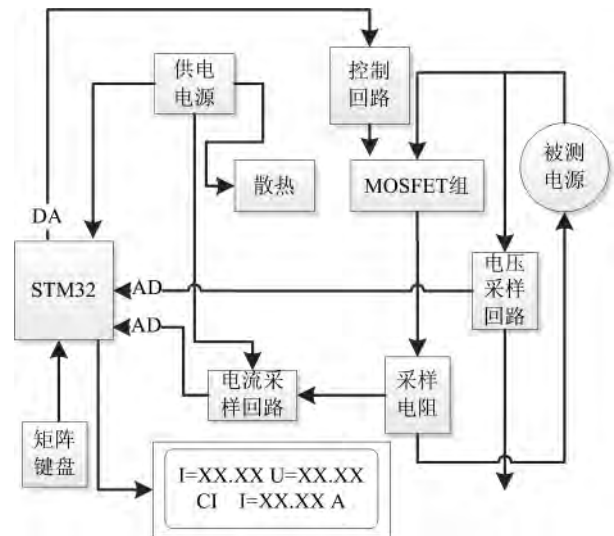 供电
电源
控制
回路
被测
电源
散热
MOSFET组
DA
STM32
AD
电压
采样
回路
AD
电流采
样回路
采样
电阻
矩阵
键盘
I=XX.XX U=XX.XX
CI I=XX.XX A